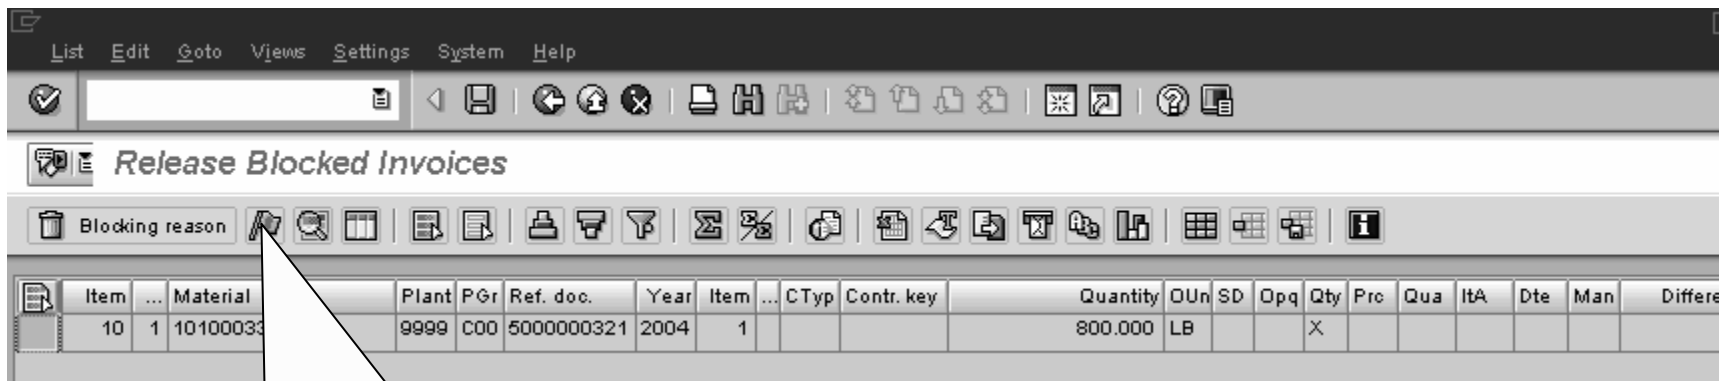 List Edit Goto Views Settings System Help
Release Blocked Invoices
Blocking reason
Item ... Material Plant PGr Ref. doc. Year Item ... CTyp Contr. key Quantity OUn SD Opq Qty Prc Qua ItA Dte Man Differe
10 1 10100033 9999 C00 5000000321 2004 1 800.000 LB X